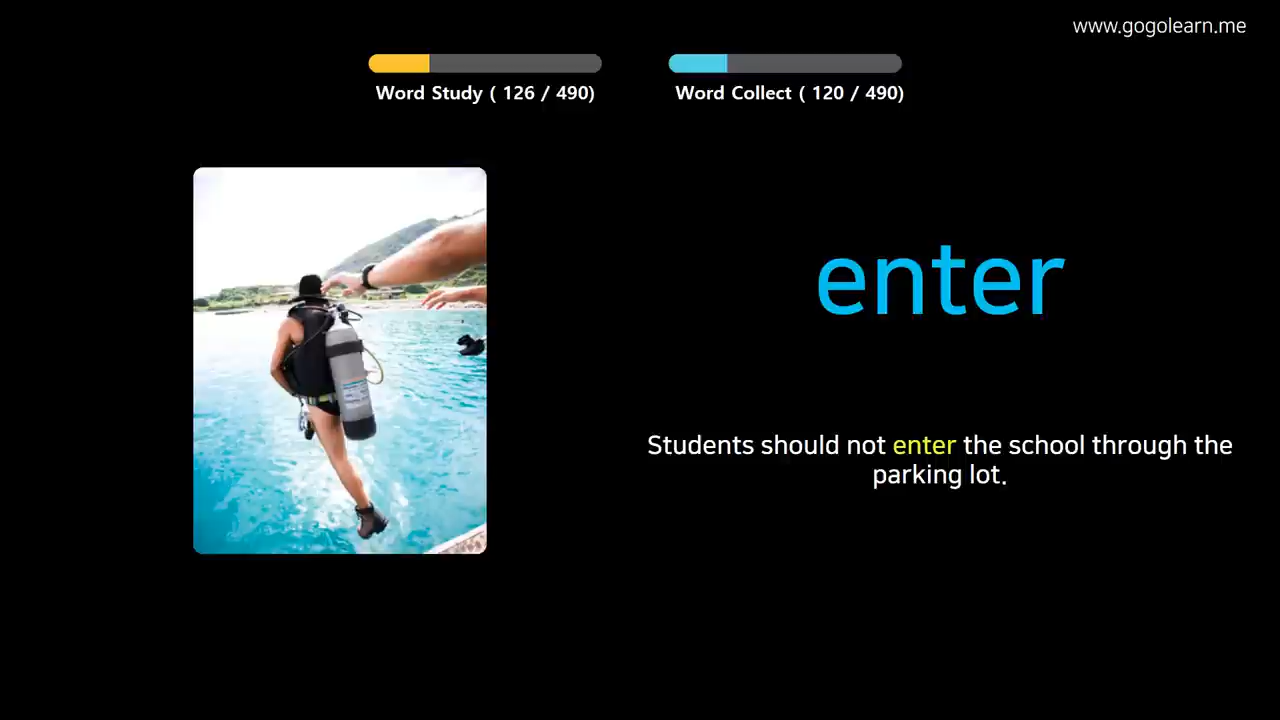 www.gogolearn.me
Word Study ( 126 / 490)
Word Collect ( 120 / 490)
enter
Students should not enter the school through the
parking lot.